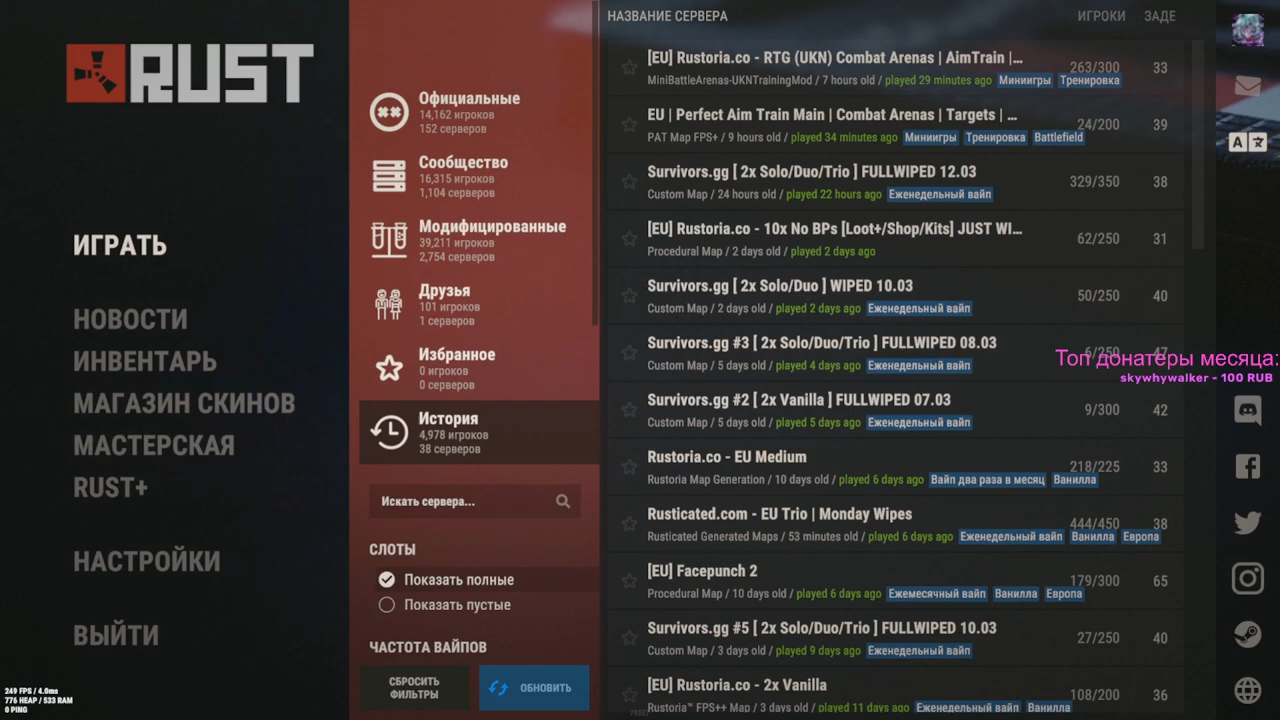 RUST
ИГРАТЬ
НОВОСТИ
ИНВЕНТАРЬ
МАГАЗИН СКИНОВ
МАСТЕРСКАЯ
RUST+
НАСТРОЙКИ
ВЫЙТИ
249 FPS / 4.0ms
776 HEAP / 533 RAM
0 PING
Официальные
14,162 игроков
152 серверов
Сообщество
16,315 игроков
1,104 серверов
Модифицированные
39,211 игроков
2,754 серверов
Друзья
101 игроков
1 серверов
Избранное
0 игроков
0 серверов
История
4,978 игроков
38 серверов
Искать сервера...
СЛОТЫ
Показать полные
Показать пустые
ЧАСТОТА ВАЙПОВ
СБРОСИТЬ
ФИЛЬТРЫ
ОБНОВИТЬ
НАЗВАНИЕ СЕРВЕРА ИГРОКИ ЗАДЕ
[EU] Rustoria.co - RTG (UKN) Combat Arenas | AimTrain |... 263/300 33
MiniBattleArenas-UKNTrainingMod / 7 hours old / played 29 minutes ago Миниигры Тренировка
EU | Perfect Aim Train Main | Combat Arenas | Targets | ... 24/200 39
PAT Map FPS+ / 9 hours old / played 34 minutes ago Миниигры Тренировка Battlefield
Survivors.gg [ 2x Solo/Duo/Trio ] FULLWIPED 12.03 329/350 38
Custom Map / 24 hours old / played 22 hours ago Еженедельный вайп
[EU] Rustoria.co - 10x No BPs [Loot+/Shop/Kits] JUST WI... 62/250 31
Procedural Map / 2 days old / played 2 days ago
Survivors.gg [ 2x Solo/Duo ] WIPED 10.03 50/250 40
Custom Map / 2 days old / played 2 days ago Еженедельный вайп
Survivors.gg #3 [ 2x Solo/Duo/Trio ] FULLWIPED 08.03
Custom Map / 5 days old / played 4 days ago Еженедельный вайп
Топ донатеры месяца:
skywhywalker - 100 RUB
Survivors.gg #2 [ 2x Vanilla ] FULLWIPED 07.03 9/300 42
Custom Map / 5 days old / played 5 days ago Еженедельный вайп
Rustoria.co - EU Medium 218/225 33
Rustoria Map Generation / 10 days old / played 6 days ago Вайп два раза в месяц Ванилла
Rusticated.com - EU Trio | Monday Wipes 444/450 38
Rusticated Generated Maps / 53 minutes old / played 6 days ago Еженедельный вайп Ванилла Европа
[EU] Facepunch 2 179/300 65
Procedural Map / 10 days old / played 6 days ago Ежемесячный вайп Ванилла Европа
Survivors.gg #5 [ 2x Solo/Duo/Trio ] FULLWIPED 10.03 27/250 40
Custom Map / 3 days old / played 9 days ago Еженедельный вайп
[EU] Rustoria.co - 2x Vanilla 108/200 36
Rustoria™ FPS++ Map / 3 days old / played 11 days ago Еженедельный вайп Ванилла